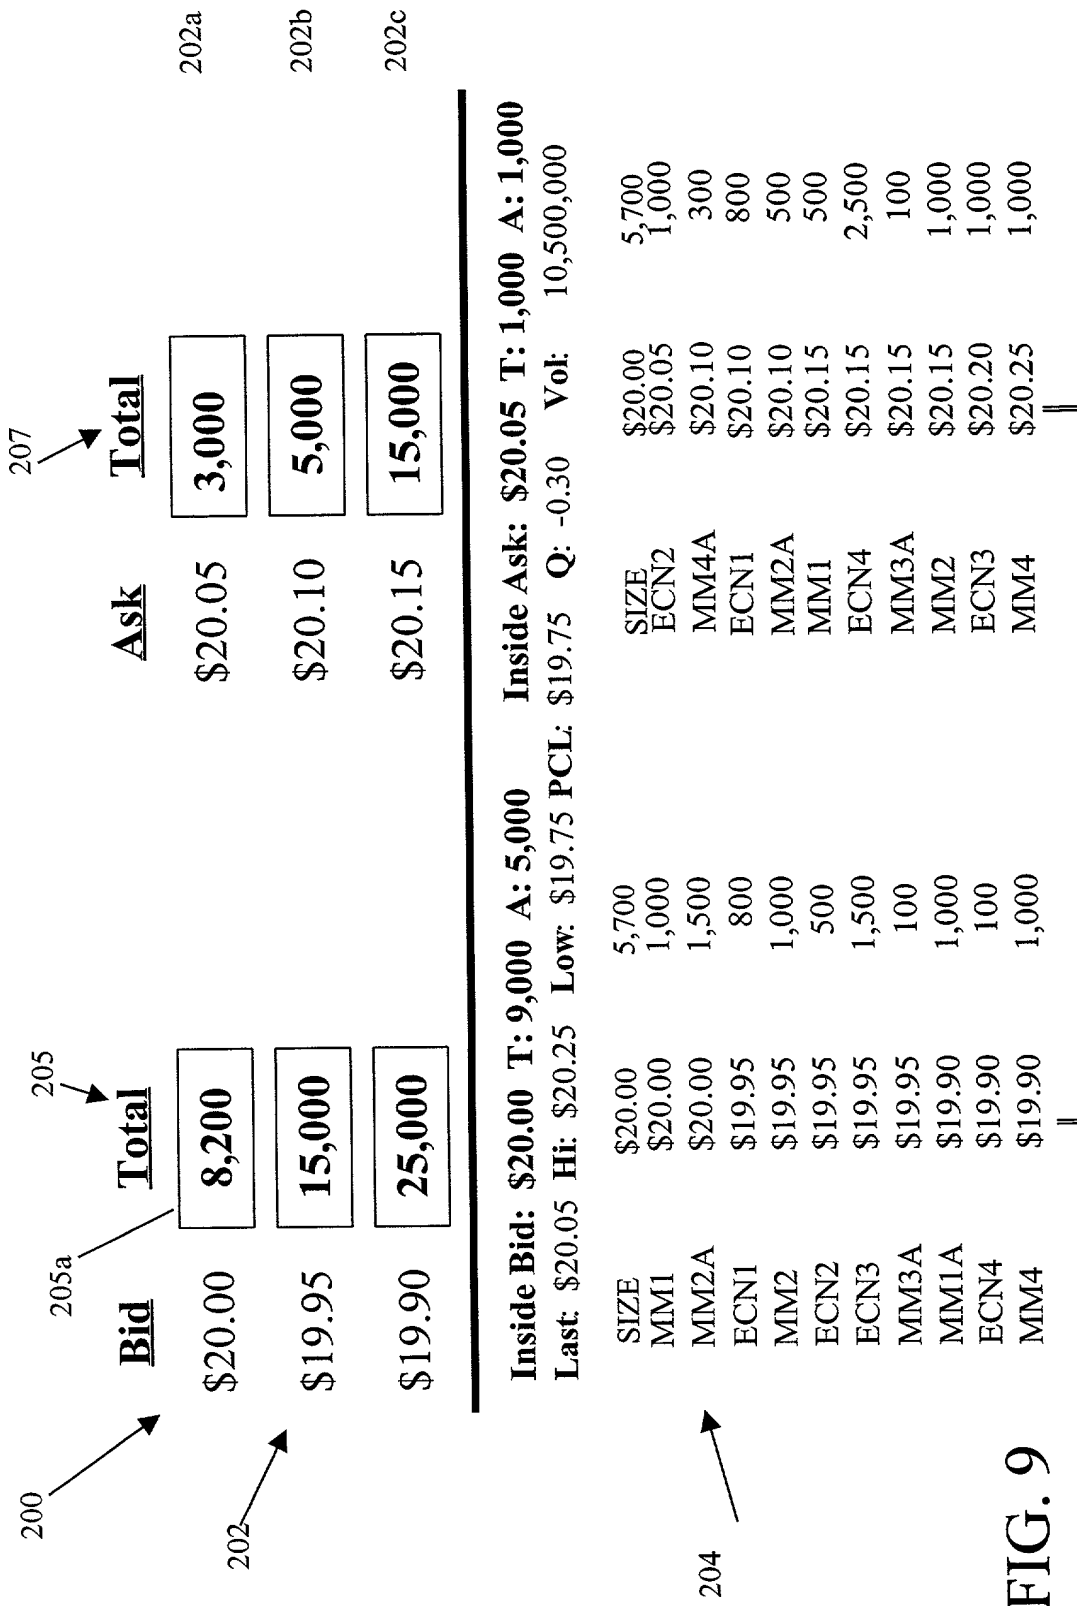 200
205
207
Bid Total Ask Total
205a
$20.00 8,200 $20.05 3,000 202a
202
$19.95 15,000 $20.10 5,000 202b
$19.90 25,000 $20.15 15,000 202c
Inside Bid: $20.00 T: 9,000 A: 5,000 Inside Ask: $20.05 T: 1,000 A: 1,000
Last: $20.05 Hi: $20.25 Low: $19.75 PCL: $19.75 Q: -0.30 Vol: 10,500,000
SIZE $20.00 5,700 SIZE $20.00 5,700
MM1 $20.00 1,000 ECN2 $20.05 1,000
204
MM2A $20.00 1,500 MM4A $20.10 300
ECN1 $19.95 800 ECN1 $20.10 800
MM2 $19.95 1,000 MM2A $20.10 500
ECN2 $19.95 500 MM1 $20.15 500
ECN3 $19.95 1,500 ECN4 $20.15 2,500
MM3A $19.95 100 MM3A $20.15 100
MM1A $19.90 1,000 MM2 $20.15 1,000
ECN4 $19.90 100 ECN3 $20.20 1,000
MM4 $19.90 1,000 MM4 $20.25 1,000
FIG. 9